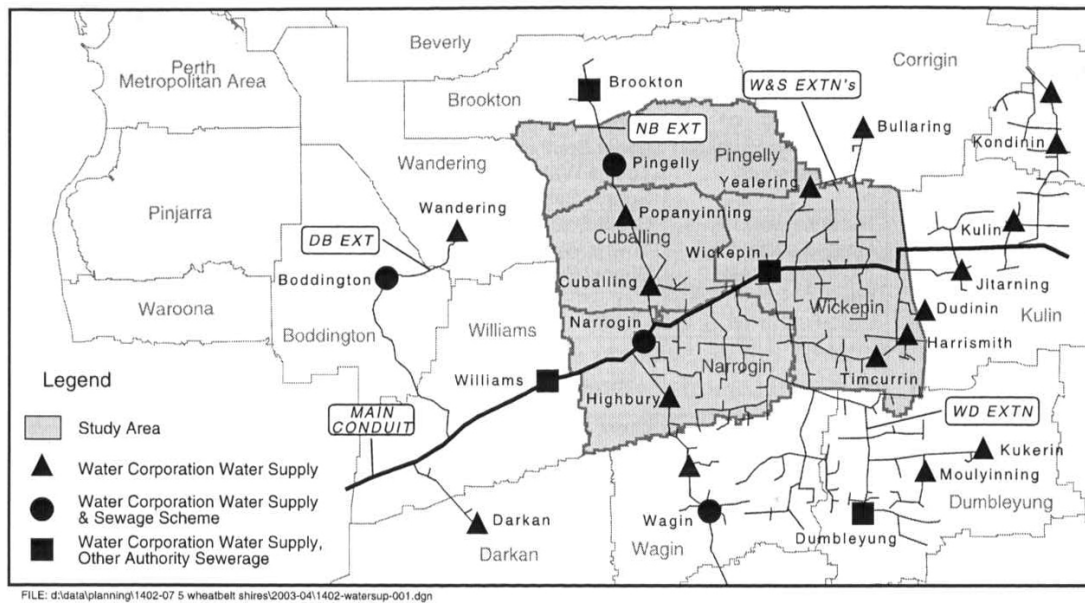 Perth
Metropolitan Area
Beverly
Corrigin
Brookton
Brookton
W&S EXTN's
NB EXT
Bullaring
Kondinin
Wandering
Pingelly
Pingelly
Yealering
Pinjarra
Wandering
Popanyinning
Kulin
DB EXT
Cuballing
Wickepin
Boddington
Cuballing
Jitarning
Waroona
Wickepin
Dudinin
Kulin
Boddington
Williams
Narrogin
Harrismith
Narrogin
Timcurrin
Legend
Williams
Highbury
Study Area
MAIN
CONDUIT
WD EXTN
Water Corporation Water Supply
Kukerin
Moulyinning
Water Corporation Water Supply
& Sewage Scheme
Dumbleyung
Darkan
Wagin
Dumbleyung
Water Corporation Water Supply,
Other Authority Sewerage
Darkan
Wagin
FILE: d:\data\planning\1402-07 5 wheatbelt shires\2003-04\1402-watersup-001.dgn